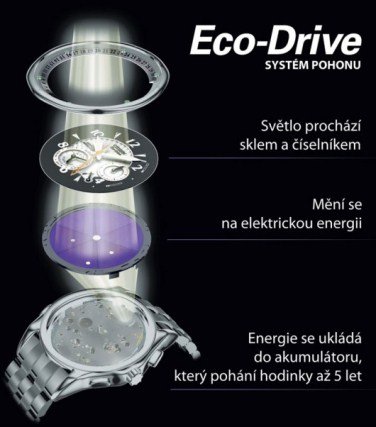 Eco-Drive
SYSTÉM POHONU
Světlo prochází
sklem a číselníkem
Mění se
na elektrickou energii
Energie se ukládá
do akumulátoru,
který pohání hodinky až 5 let